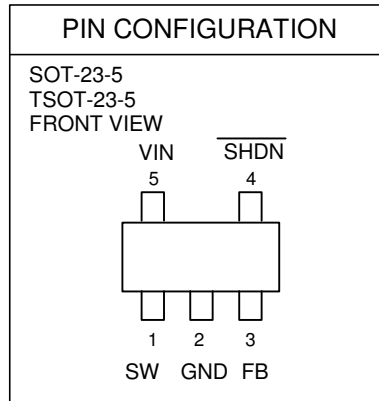 PIN CONFIGURATION
SOT-23-5
TSOT-23-5
FRONT VIEW
VIN SHDN
5 4
1 2 3
SW GND FB